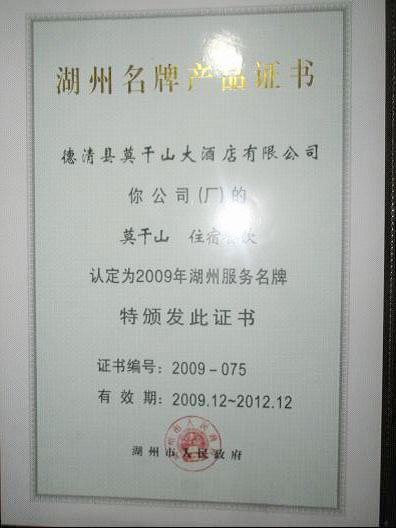 湖州名牌产品证书
德清县莫干山大酒店有限公司
你公司(厂)的
莫干山 住宿餐饮
认定为2009年湖州服务名牌
特颁发此证书
证书编号: 2009-075
有效期: 2009.12~2012.12
湖州市人民政府